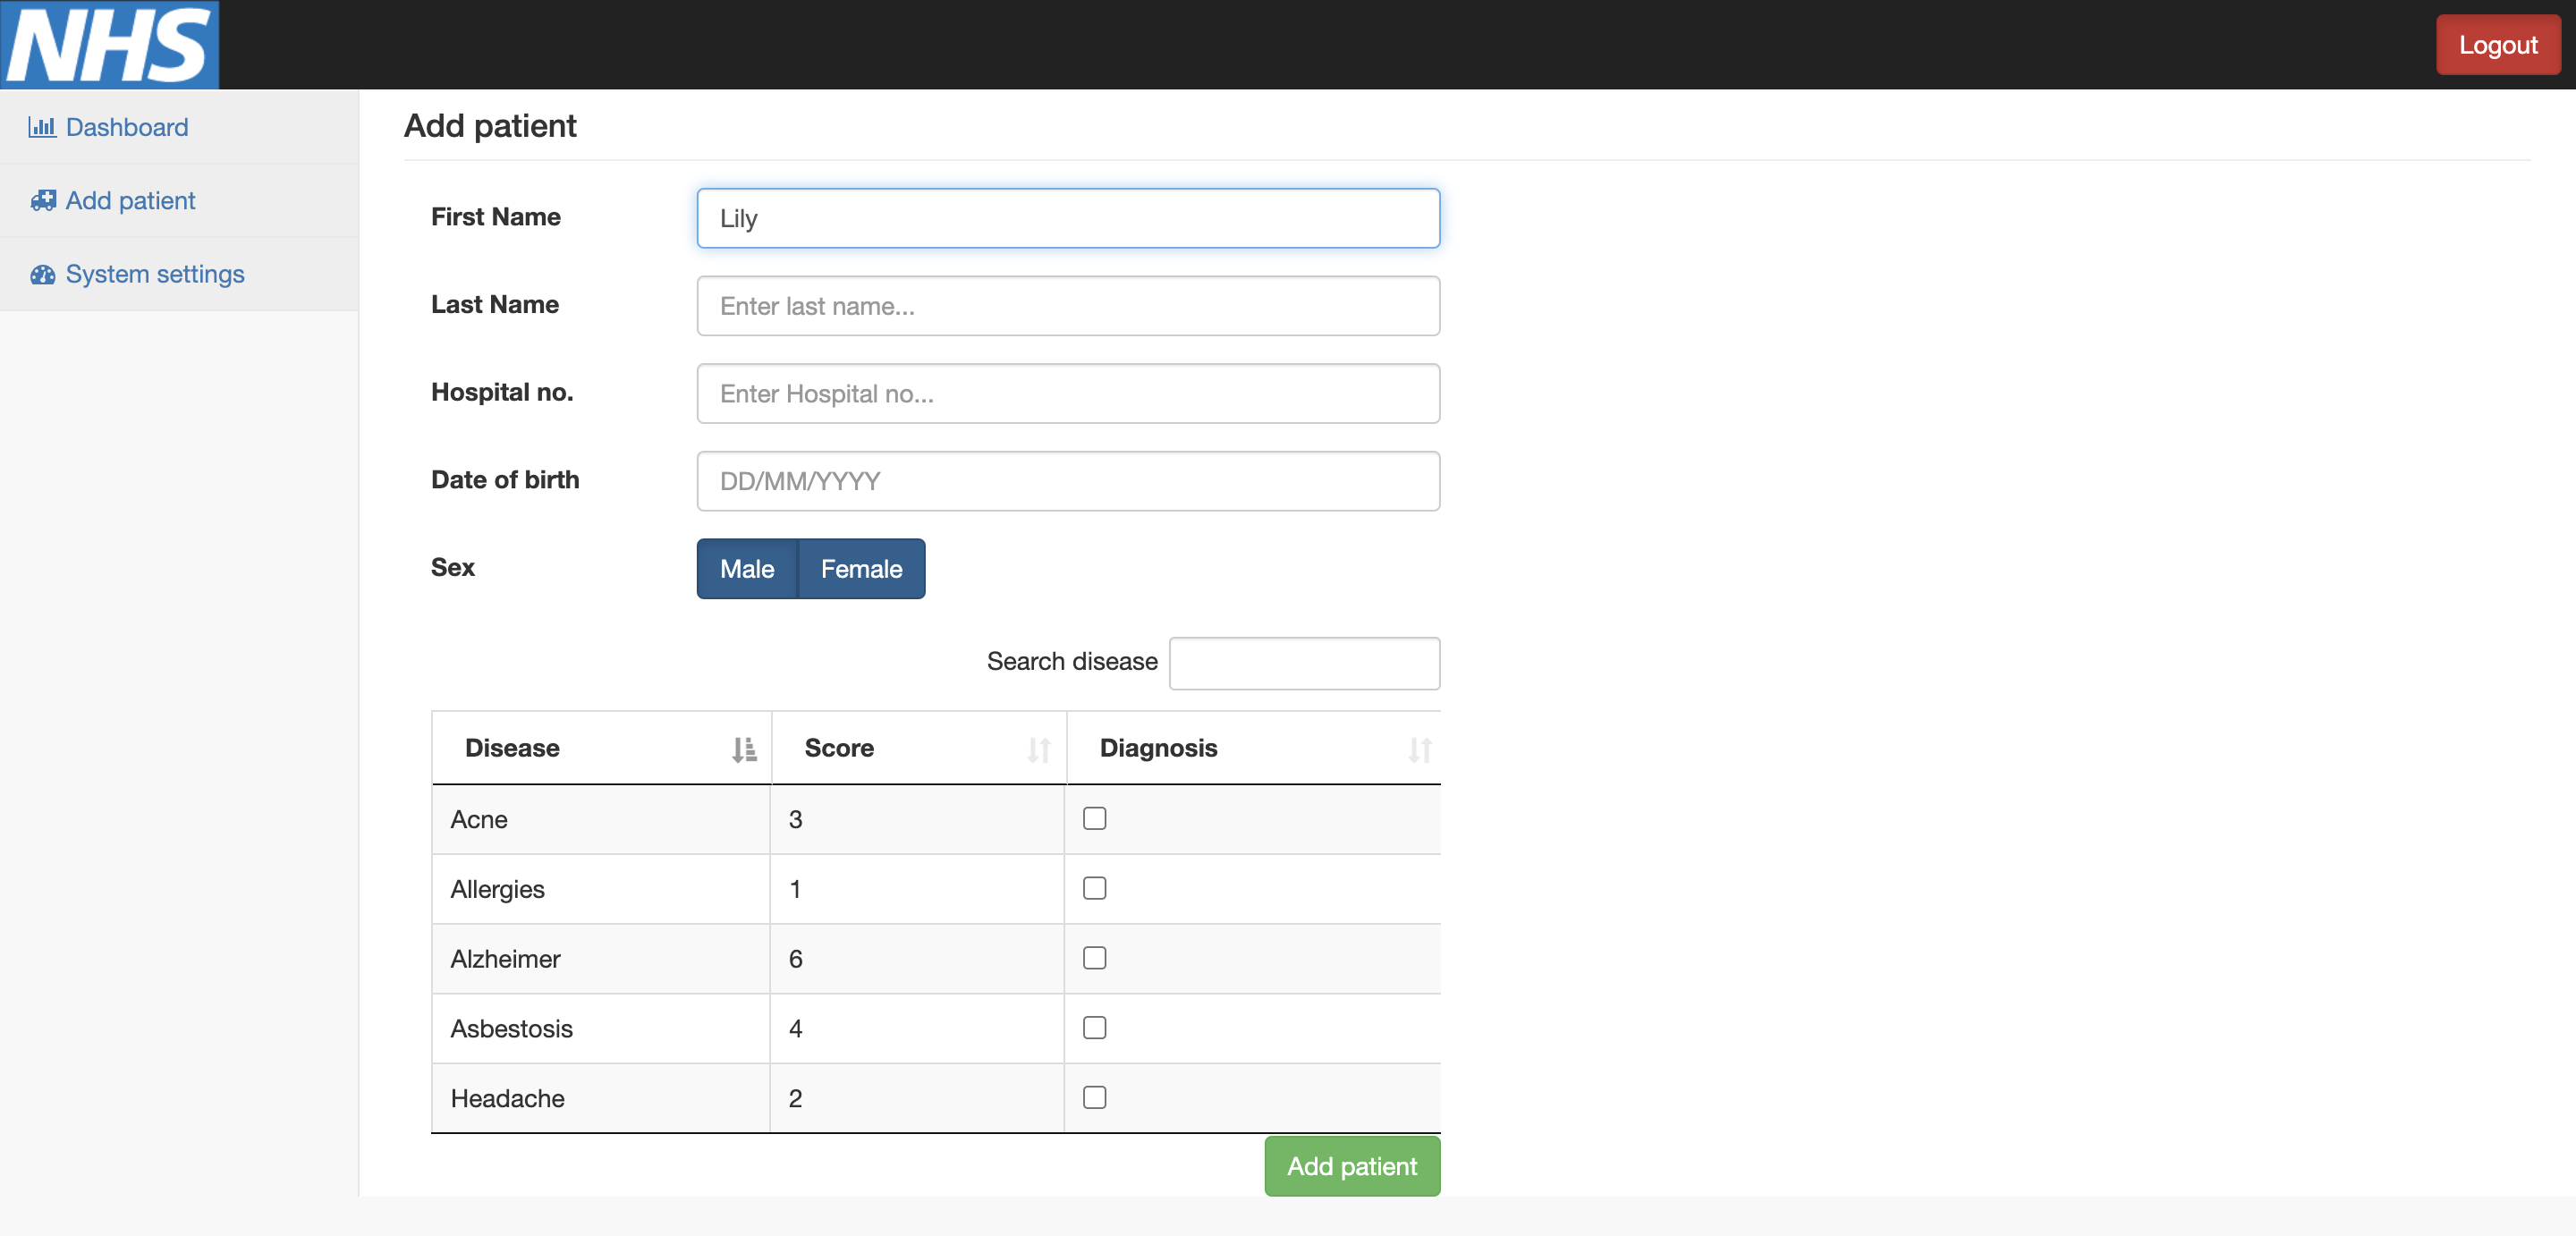 NHS
Logout
Dashboard
Add patient
System settings
Add patient
First Name
Lily
Last Name
Enter last name...
Hospital no.
Enter Hospital no...
Date of birth
DD/MM/YYYY
Sex
Male Female
Search disease
Disease Score Diagnosis
Acne 3
Allergies 1
Alzheimer 6
Asbestosis 4
Headache 2
Add patient